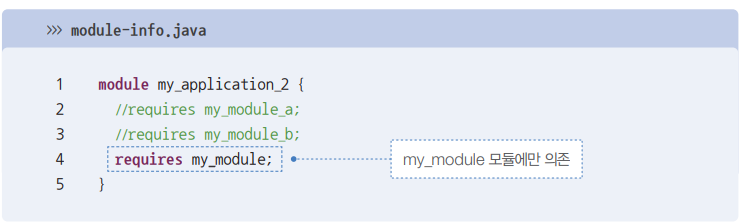 >>> module-info.java
1 module my_application_2 {
2 //requires my_module_a;
3 //requires my_module_b;
4 requires my_module; my_module 모듈에만 의존
5 }